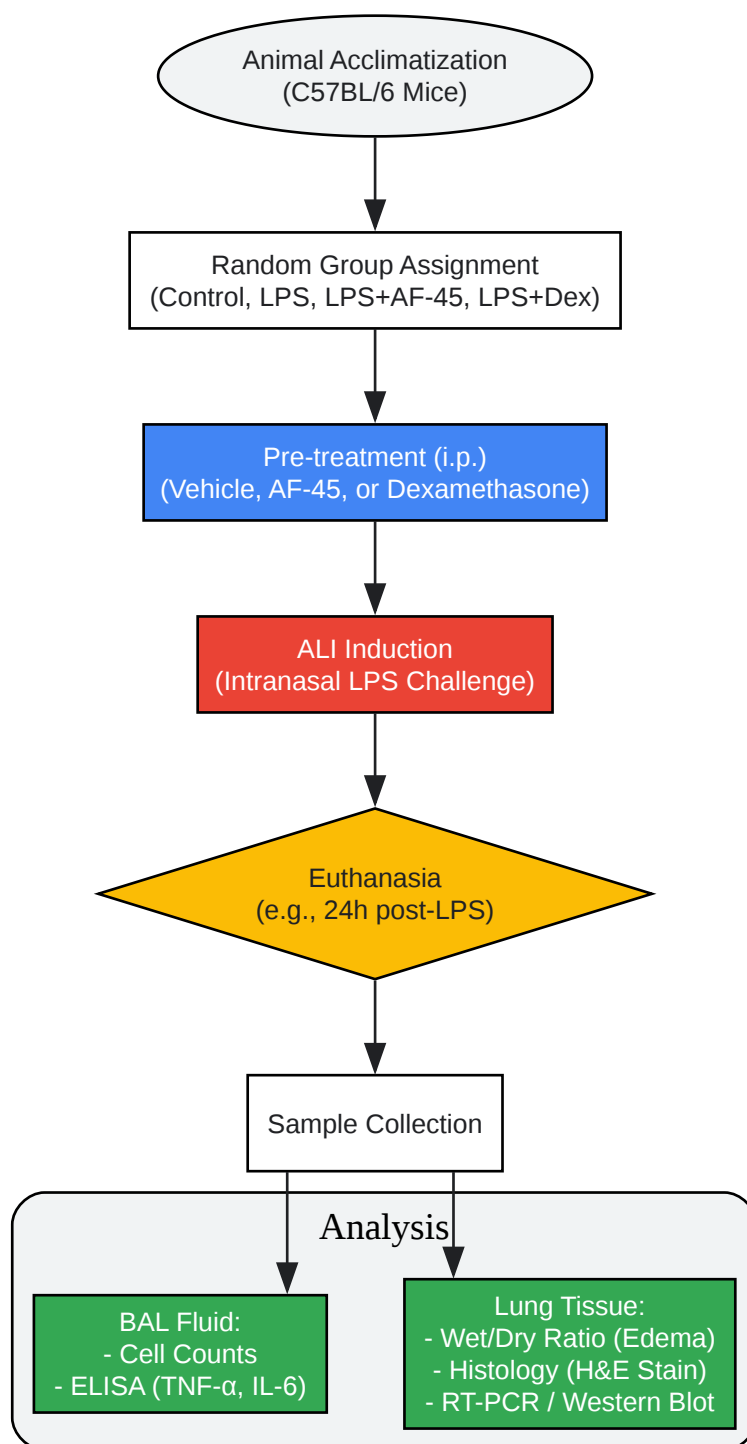 Animal Acclimatization
(C57BL/6 Mice)
Random Group Assignment
(Control, LPS, LPS+AF-45, LPS+Dex)
Pre-treatment (i.p.)
(Vehicle, AF-45, or Dexamethasone)
ALI Induction
(Intranasal LPS Challenge)
Euthanasia
(e.g., 24h post-LPS)
Sample Collection
Analysis
BAL Fluid:
- Cell Counts
- ELISA (TNF-α, IL-6)
Lung Tissue:
- Wet/Dry Ratio (Edema)
- Histology (H&E Stain)
- RT-PCR / Western Blot